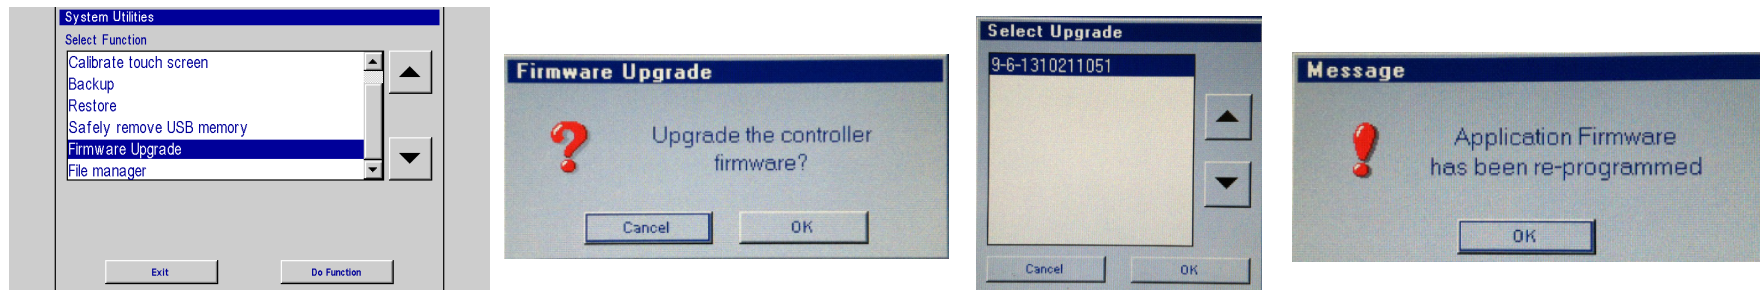 System Utilities
Select Function
Calibrate touch screen
Backup
Restore
Safely remove USB memory
Firmware Upgrade
File manager
Exit
Do Function
Firmware Upgrade
Upgrade the controller
firmware?
Cancel
OK
Select Upgrade
9-6-1310211051
Cancel
OK
Message
Application Firmware
has been re-programmed
OK